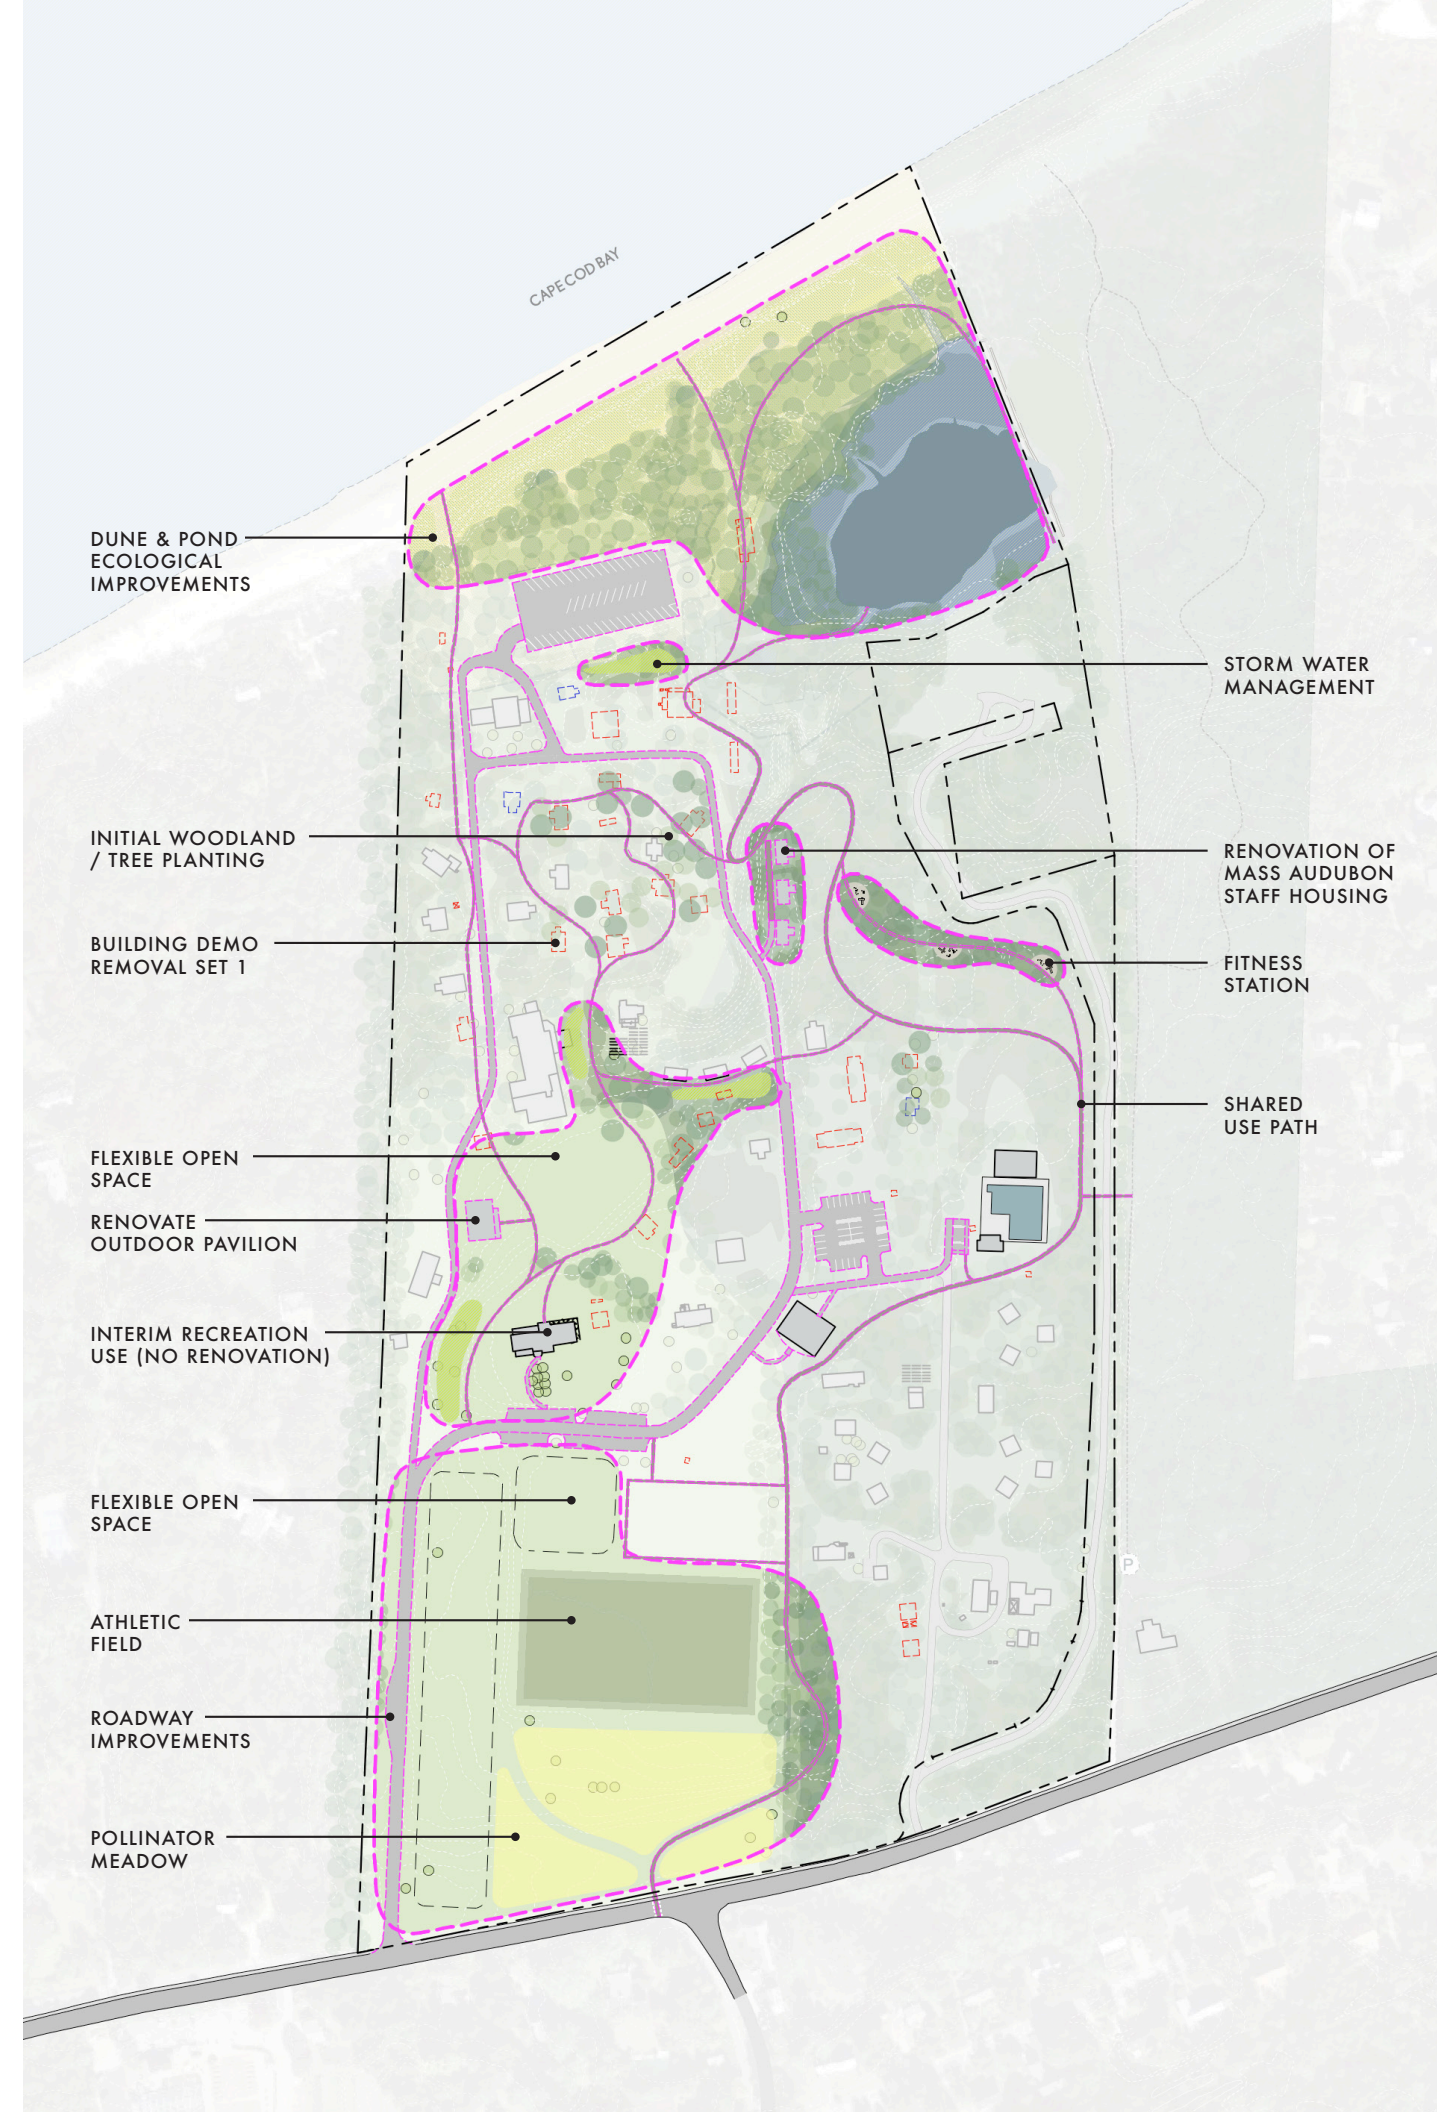 CAPE COD BAY
DUNE & POND
ECOLOGICAL
IMPROVEMENTS
STORM WATER
MANAGEMENT
INITIAL WOODLAND
/ TREE PLANTING
RENOVATION OF
MASS AUDUBON
STAFF HOUSING
BUILDING DEMO
REMOVAL SET 1
FITNESS
STATION
SHARED
USE PATH
FLEXIBLE OPEN
SPACE
RENOVATE
OUTDOOR PAVILION
INTERIM RECREATION
USE (NO RENOVATION)
FLEXIBLE OPEN
SPACE
P
ATHLETIC
FIELD
ROADWAY
IMPROVEMENTS
POLLINATOR
MEADOW